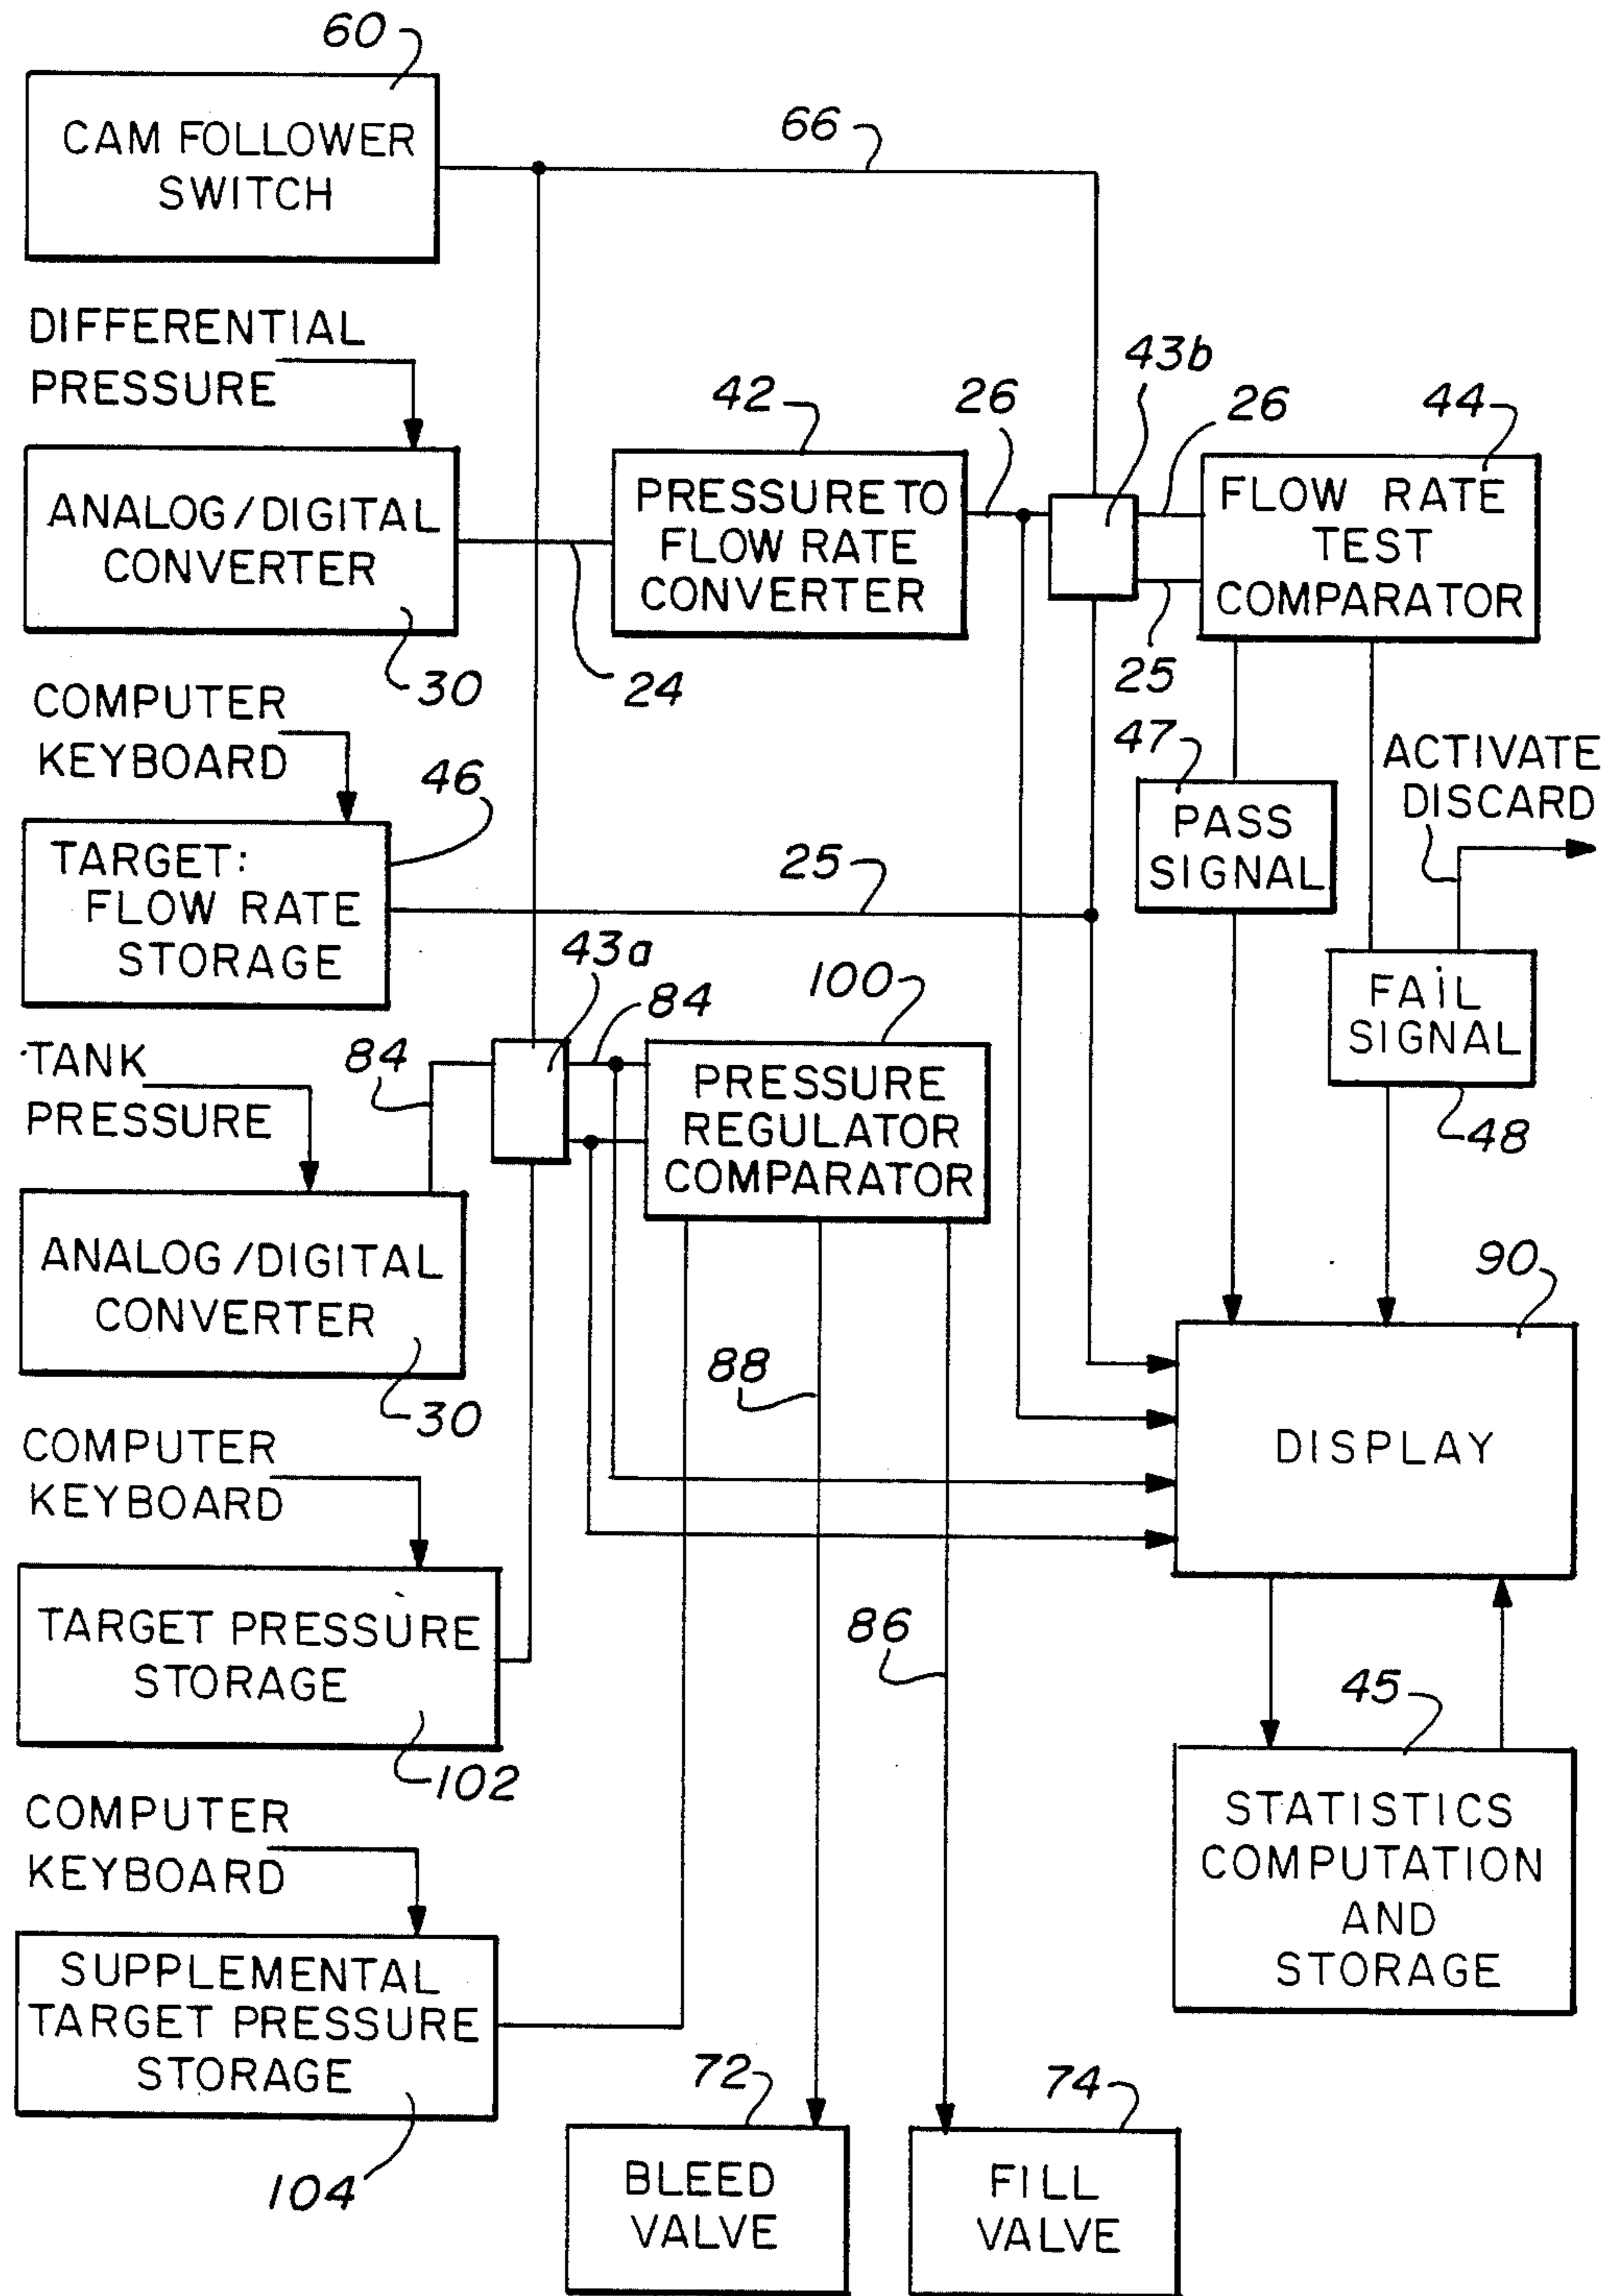 60
CAM FOLLOWER
SWITCH
66
DIFFERENTIAL
PRESSURE
ANALOG/DIGITAL
CONVERTER
30
24
42
PRESSURE TO
FLOW RATE
CONVERTER
26
43b
26
25
44
FLOW RATE
TEST
COMPARATOR
COMPUTER
KEYBOARD
46
TARGET:
FLOW RATE
STORAGE
25
47
PASS
SIGNAL
ACTIVATE
DISCARD
FAIL
SIGNAL
48
TANK
PRESSURE
84
43a
84
100
PRESSURE
REGULATOR
COMPARATOR
ANALOG/DIGITAL
CONVERTER
30
88
90
DISPLAY
COMPUTER
KEYBOARD
TARGET PRESSURE
STORAGE
102
86
45
STATISTICS
COMPUTATION
AND
STORAGE
COMPUTER
KEYBOARD
SUPPLEMENTAL
TARGET PRESSURE
STORAGE
104
72
BLEED
VALVE
74
FILL
VALVE